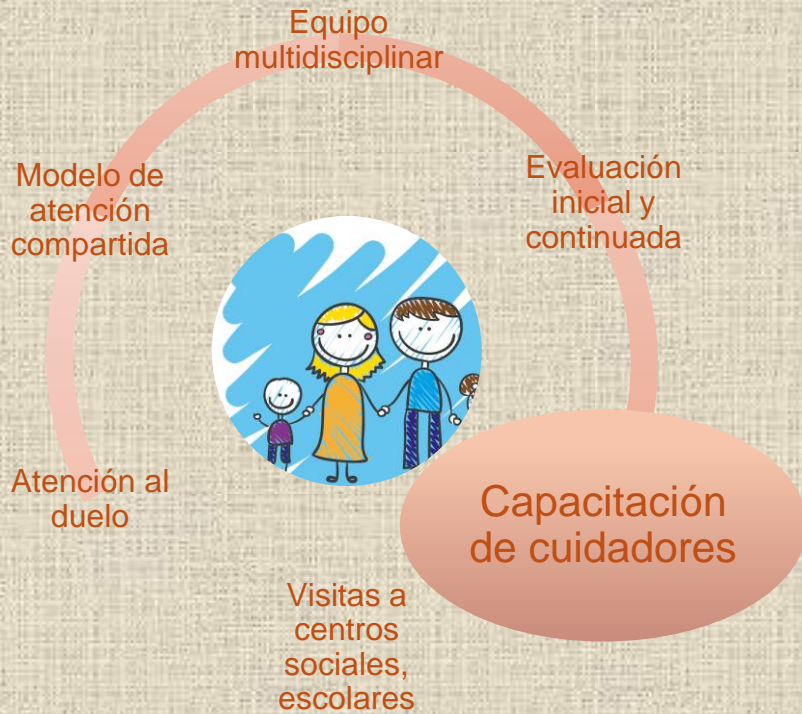 Equipo
multidisciplinar
Evaluación
inicial y
continuada
Capacitación
de cuidadores
Visitas a
centros
sociales,
escolares
Atención al
duelo
Modelo de
atención
compartida